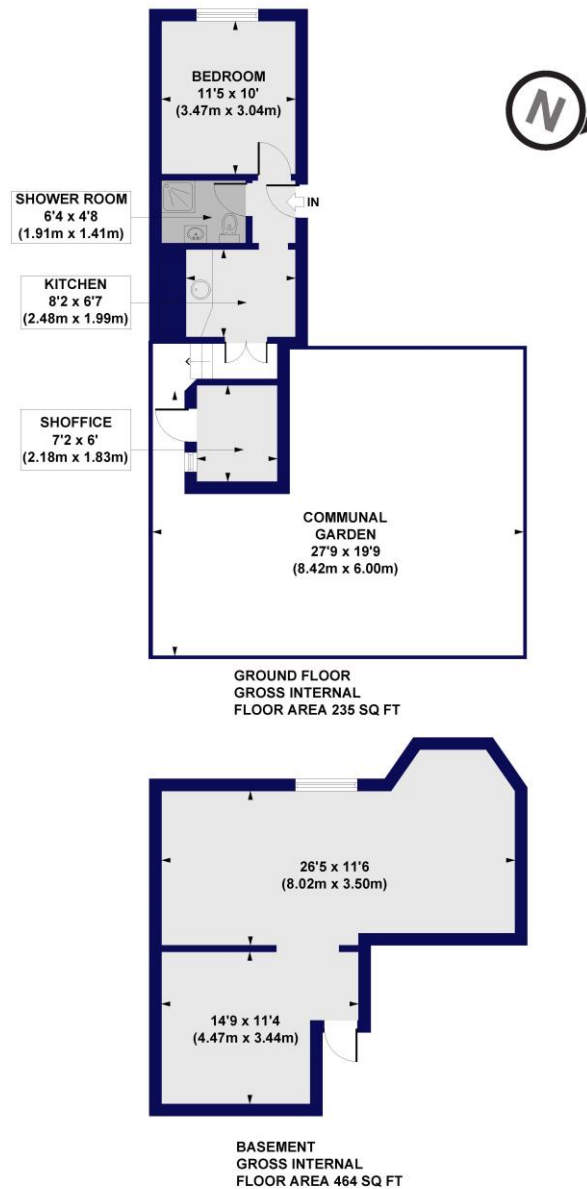 BEDROOM
11'5 x 10'
(3.47m x 3.04m)
N
SHOWER ROOM
6'4 x 4'8
(1.91m x 1.41m)
IN
KITCHEN
8'2 x 6'7
(2.48m x 1.99m)
SHOFFICE
7'2 x 6'
(2.18m x 1.83m)
COMMUNAL
GARDEN
27'9 x 19'9
(8.42m x 6.00m)
GROUND FLOOR
GROSS INTERNAL
FLOOR AREA 235 SQ FT
26'5 x 11'6
(8.02m x 3.50m)
14'9 x 11'4
(4.47m x 3.44m)
BASEMENT
GROSS INTERNAL
FLOOR AREA 464 SQ FT